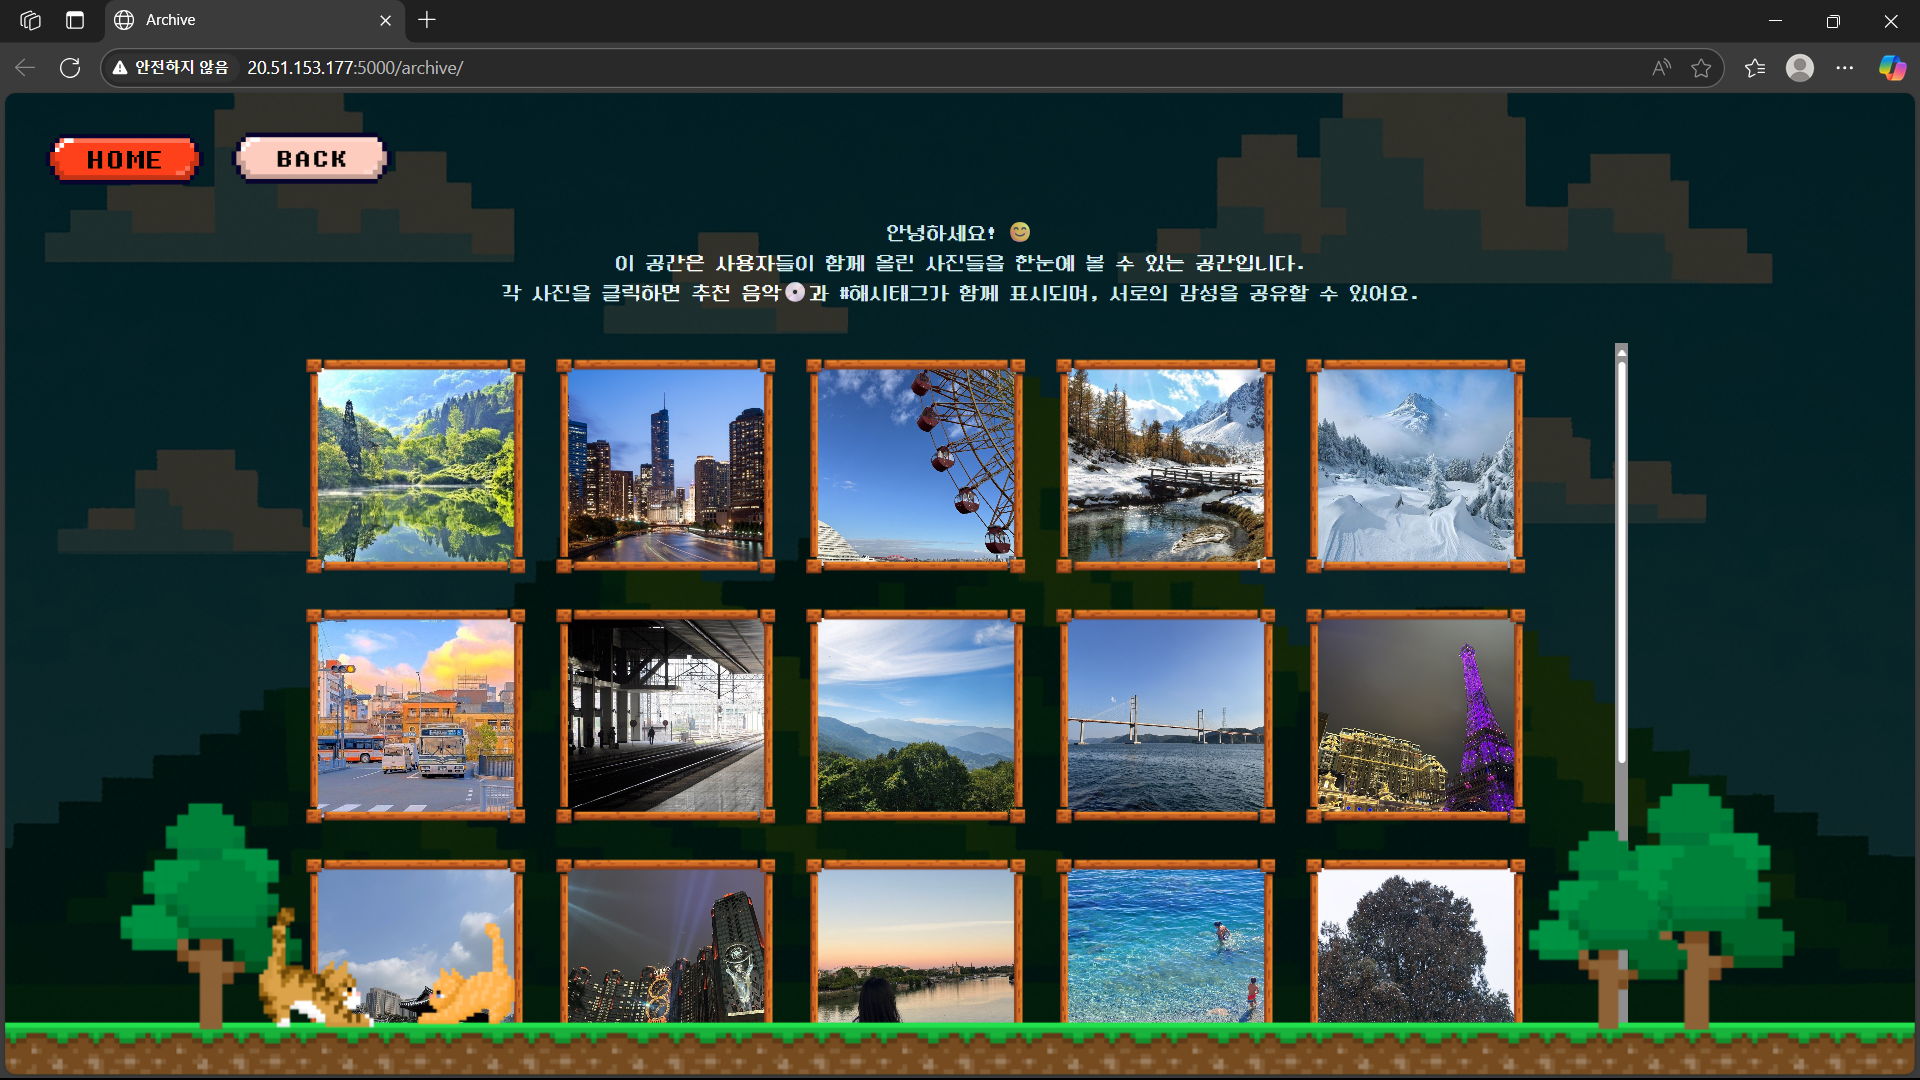 Archive
안전하지 않음 20.51.153.177:5000/archive/
HOME
BACK
안녕하세요! 😊
이 공간은 사용자들이 함께 올린 사진들을 한눈에 볼 수 있는 공간입니다.
각 사진을 클릭하면 추천 음악💿과 #해시태그가 함께 표시되며, 서로의 감성을 공유할 수 있어요.